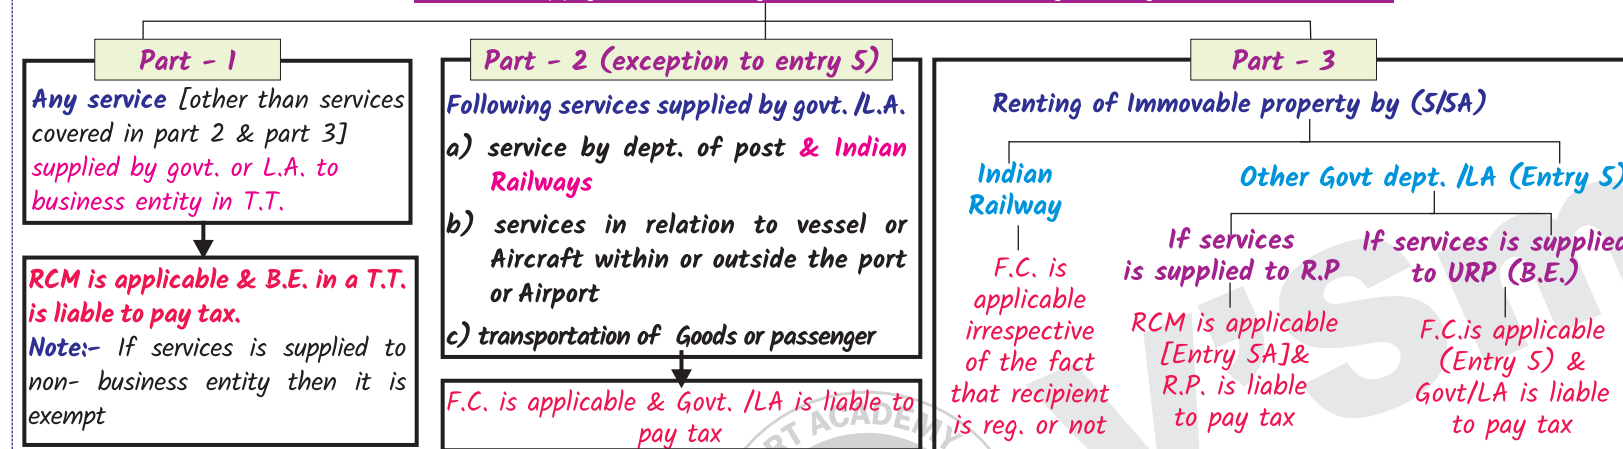 Part - 1
Any service [other than services
covered in part 2 & part 3]
supplied by govt. or L.A. to
business entity in T.T.
RCM is applicable & B.E. in a T.T.
is liable to pay tax.
Note:- If services is supplied to
non- business entity then it is
exempt
Part - 2 (exception to entry 5)
Following services supplied by govt. /L.A.
a) service by dept. of post & Indian
Railways
b) services in relation to vessel or
Aircraft within or outside the port
or Airport
c) transportation of Goods or passenger
F.C. is applicable & Govt. /LA is liable to
pay tax
Part - 3
Renting of Immovable property by (5/5A)
Indian
Railway
F.C. is
applicable
irrespective
of the fact
that recipient
is reg. or not
Other Govt dept. /LA (Entry 5)
If services
is supplied to R.P
RCM is applicable
[Entry 5A]&
R.P. is liable
to pay tax
If services is supplied
to URP (B.E.)
F.C.is applicable
(Entry 5) &
Govt/LA is liable
to pay tax
ACADEMY